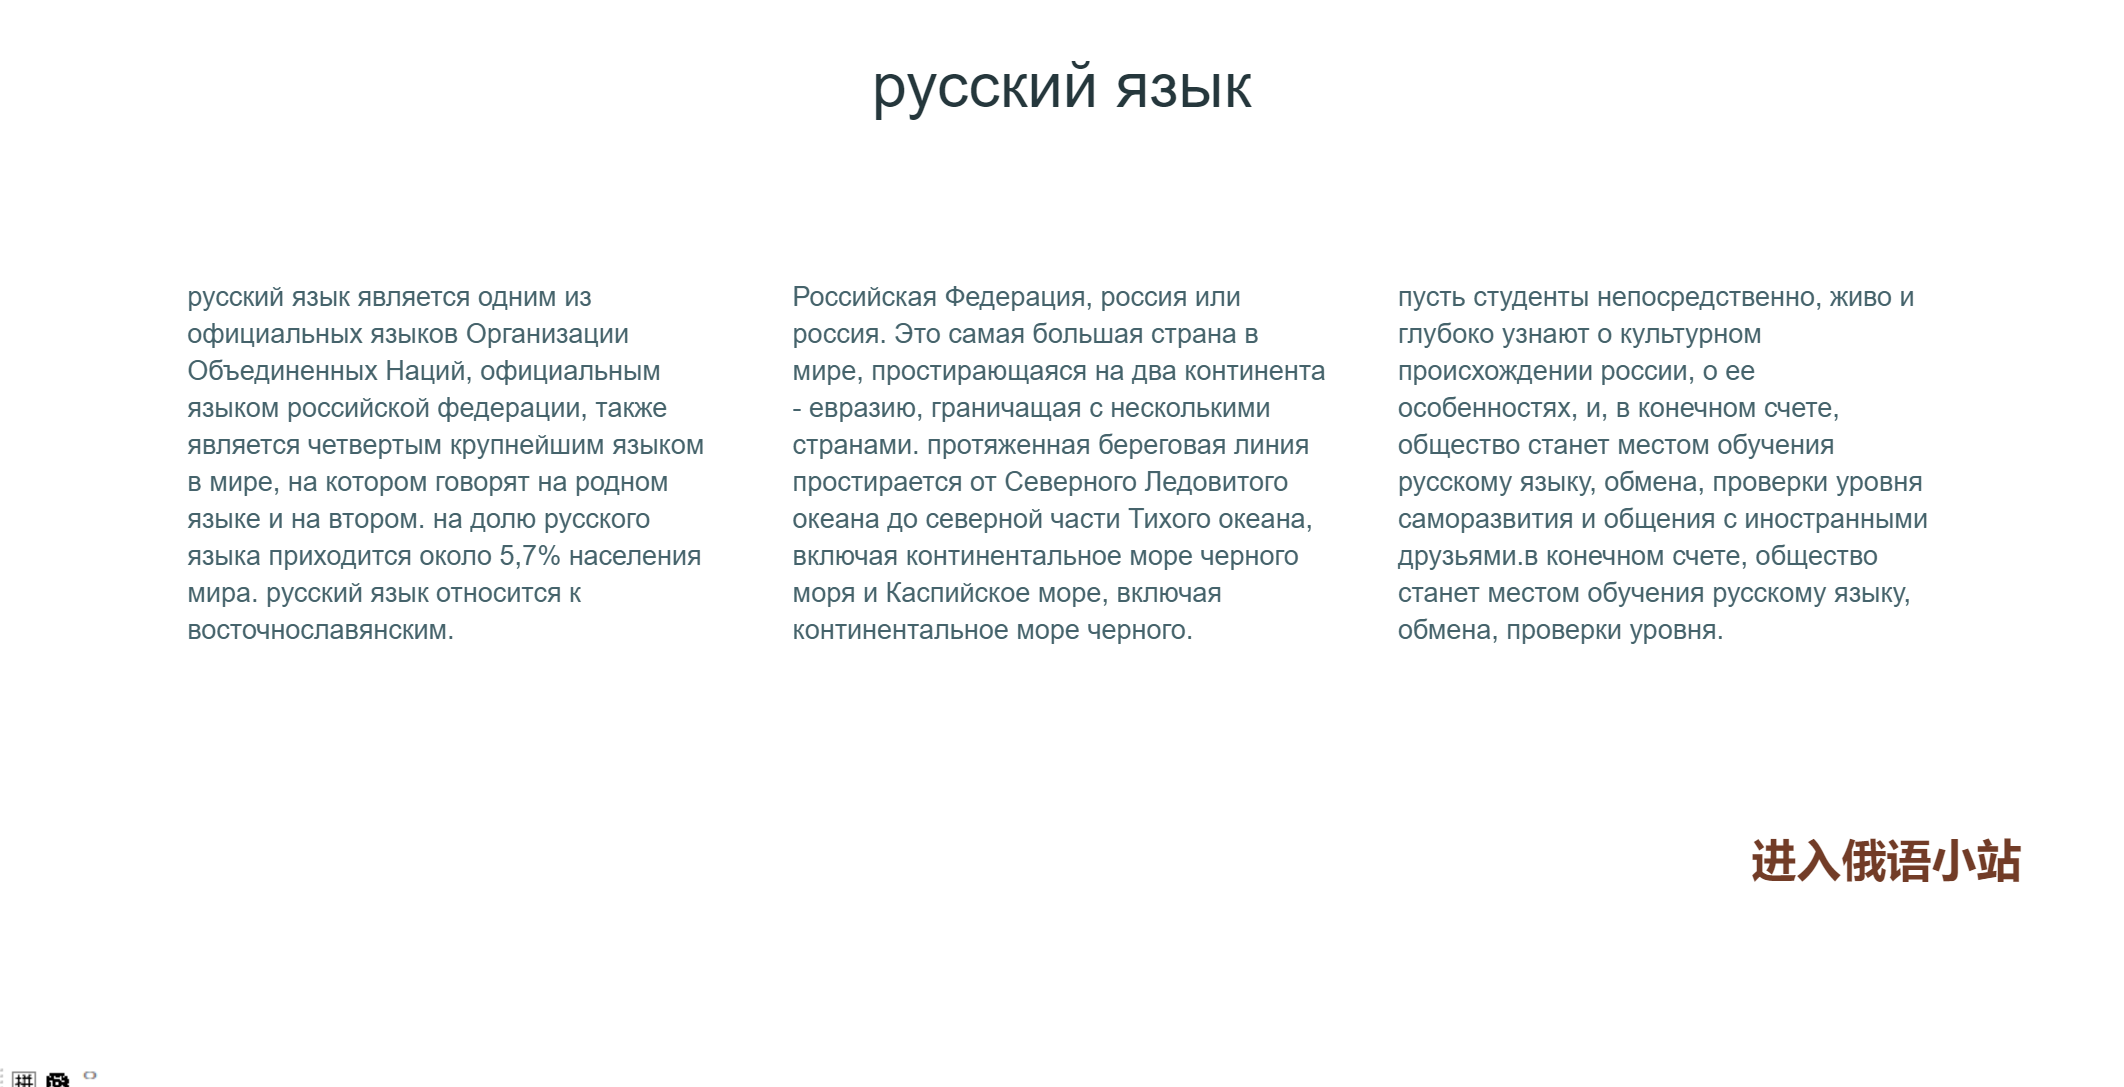 русский язык
русский язык является одним из
официальных языков Организации
Объединенных Наций, официальным
языком российской федерации, также
является четвертым крупнейшим языком
в мире, на котором говорят на родном
языке и на втором. на долю русского
языка приходится около 5,7% населения
мира. русский язык относится к
восточнославянским.
Российская Федерация, россия или
россия. Это самая большая страна в
мире, простирающаяся на два континента
- евразию, граничащая с несколькими
странами. протяженная береговая линия
простирается от Северного Ледовитого
океана до северной части Тихого океана,
включая континентальное море черного
моря и Каспийское море, включая
континентальное море черного.
пусть студенты непосредственно, живо и
глубоко узнают о культурном
происхождении россии, о ее
особенностях, и, в конечном счете,
общество станет местом обучения
русскому языку, обмена, проверки уровня
саморазвития и общения с иностранными
друзьями.в конечном счете, общество
станет местом обучения русскому языку,
обмена, проверки уровня.
进入俄语小站